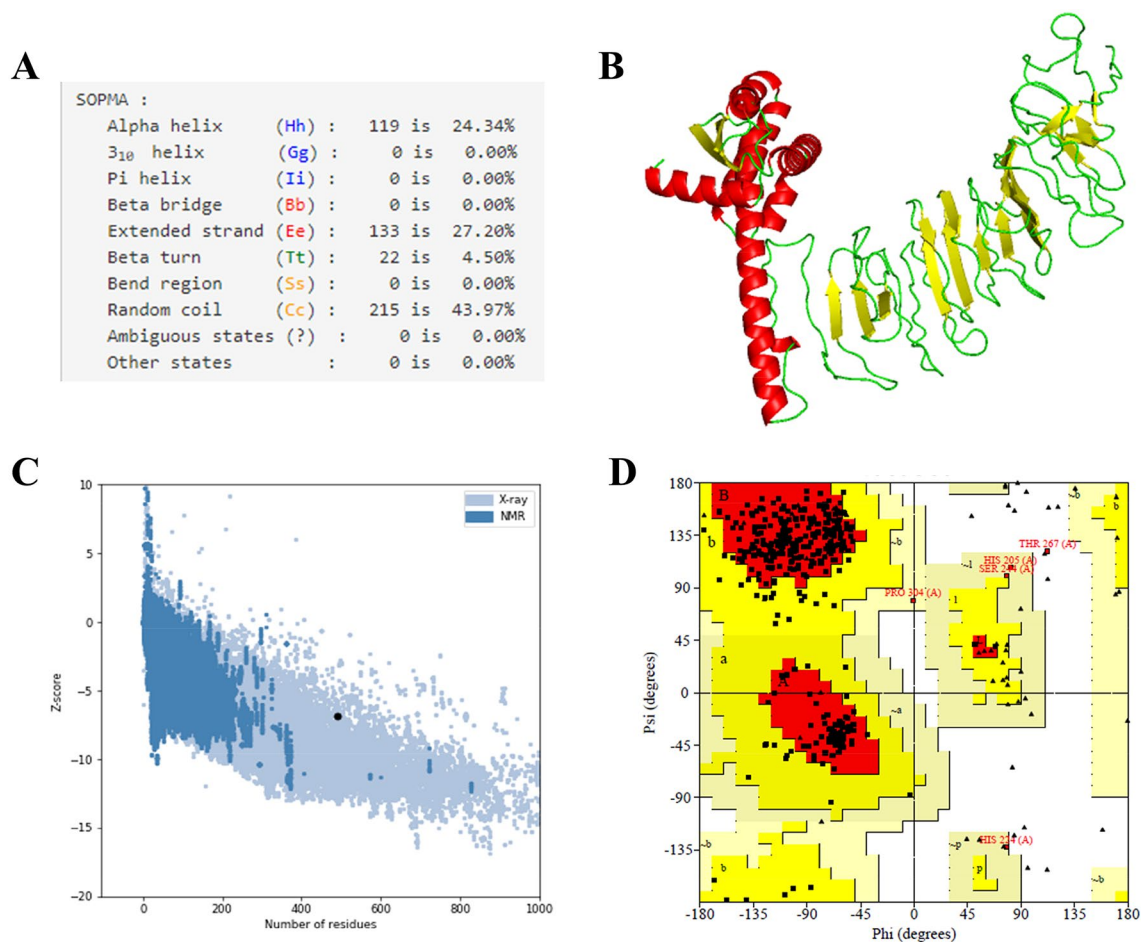 A
SOPMA :
Alpha helix (Hh) : 119 is 24.34%
3₁₀ helix (Gg) : 0 is 0.00%
Pi helix (Ii) : 0 is 0.00%
Beta bridge (Bb) : 0 is 0.00%
Extended strand (Ee) : 133 is 27.20%
Beta turn (Tt) : 22 is 4.50%
Bend region (Ss) : 0 is 0.00%
Random coil (Cc) : 215 is 43.97%
Ambiguous states (?) : 0 is 0.00%
Other states : 0 is 0.00%
B
C
X-ray
NMR
10
5
0
−5
−10
−15
−20
Z-score
0 200 400 600 800 1000
Number of residues
D
180
135
90
45
0
-45
-90
-135
Psi (degrees)
B
b
~b
~b
b
THR 267 (A)
HIS 205 (A)
~l
PRO 304 (A)
l
a
A
~a
HIS 224 (A)
~b
~p
~b
b
p
~b
-180 -135 -90 -45 0 45 90 135 180
Phi (degrees)